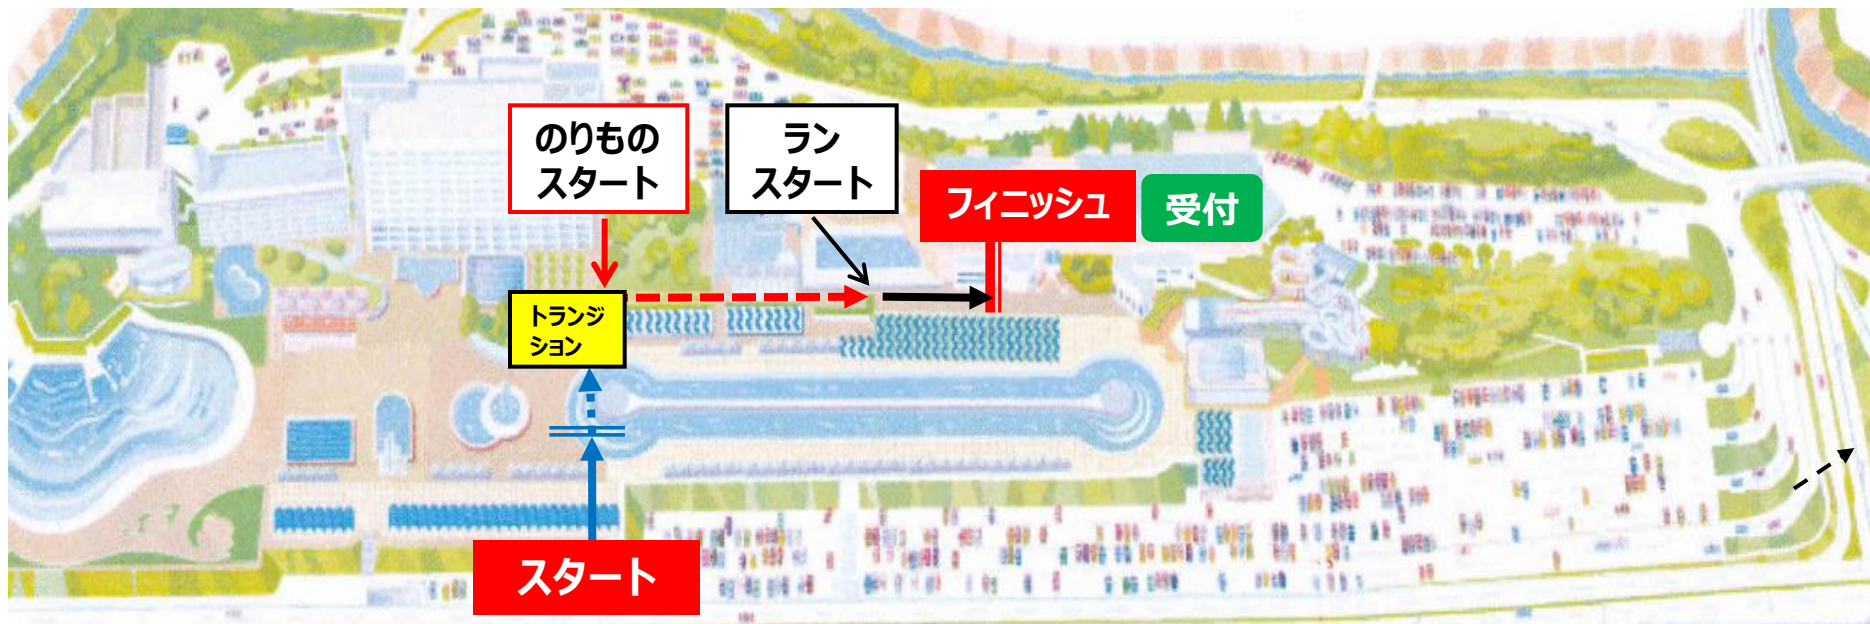 のりもの
スタート
ラン
スタート
フィニッシュ
受付
トランジ
ション
スタート